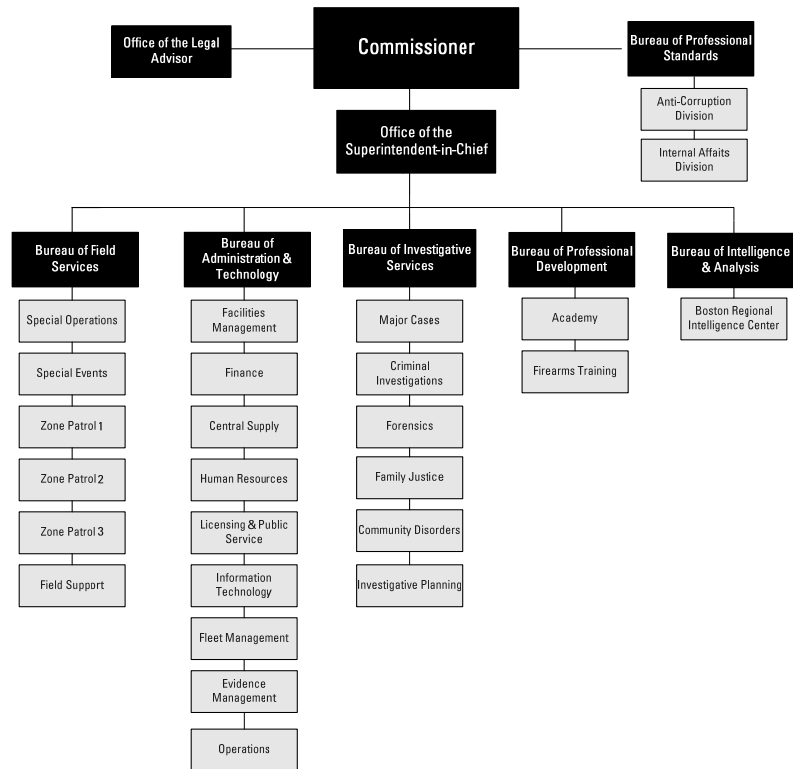 Office of the Legal
Advisor
Commissioner
Bureau of Professional
Standards
Anti-Corruption
Division
Internal Affaits
Division
Office of the
Superintendent-in-Chief
Bureau of Field
Services
Special Operations
Special Events
Zone Patrol 1
Zone Patrol 2
Zone Patrol 3
Field Support
Bureau of
Administration &
Technology
Facilities
Management
Finance
Central Supply
Human Resources
Licensing & Public
Service
Information
Technology
Fleet Management
Evidence
Management
Operations
Bureau of Investigative
Services
Major Cases
Criminal
Investigations
Forensics
Family Justice
Community Disorders
Investigative Planning
Bureau of Professional
Development
Academy
Firearms Training
Bureau of Intelligence
& Analysis
Boston Regional
Intelligence Center